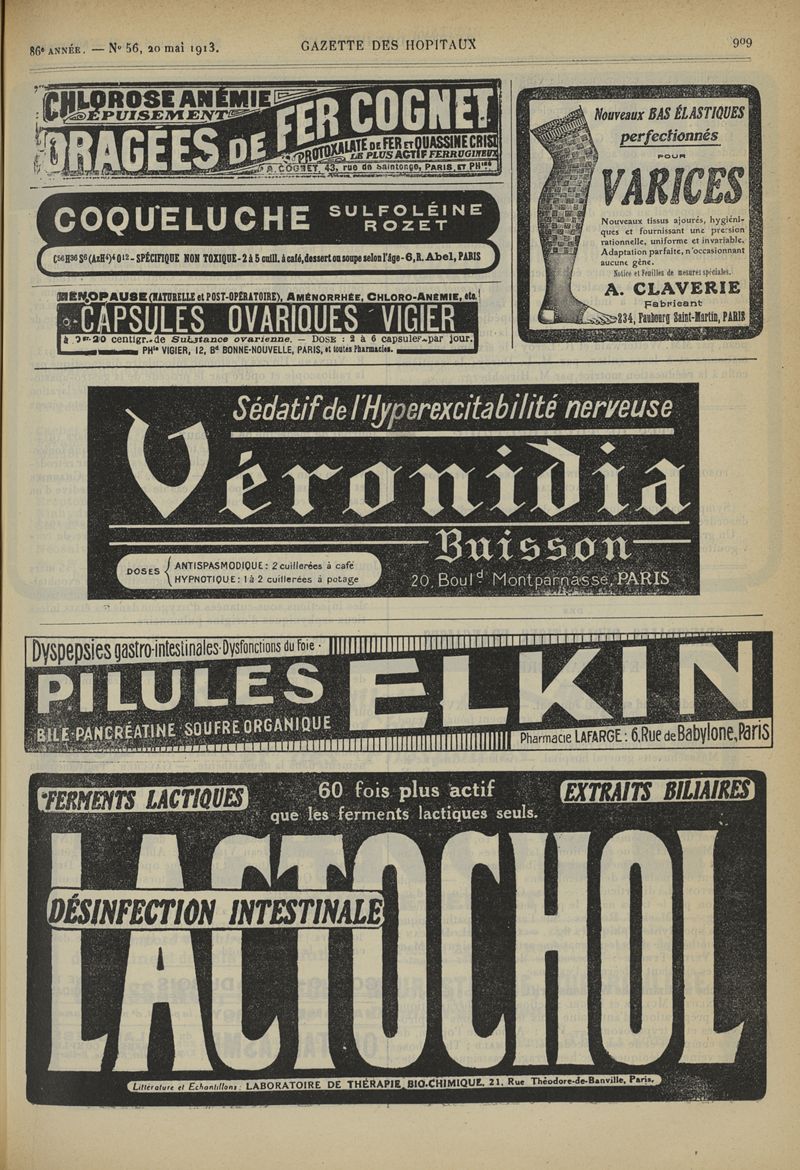 86e ANNÉE. — N° 56, 20 mai 1913.
GAZETTE DES HOPITAUX
909
CHLOROSE ANÉMIE
ÉPUISEMENT
DRAGÉES DE FER COGNET
PROTOXALATE DE FER ET QUASSINE CRIST
LE PLUS ACTIF FERRUGINEUX
COGNET, 43, rue de Saintonge, PARIS ET PHies
COQUELUCHE
SULFOLÉINE
ROZET
- SPÉCIFIQUE NON TOXIQUE - 2 à 5 cuill. à café, dessert ou soupe selon l'âge - 6, R. Abel, PARIS
MENOPAUSE (NATURELLE et POST-OPÉRATOIRE), AMÉNORRHÉE, CHLORO-ANÉMIE, etc.
CAPSULES OVARIQUES VIGIER
à 20 centigr. de Substance ovarienne. — DOSE : 2 à 6 capsules par jour.
PHie VIGIER, 12, Bd BONNE-NOUVELLE, PARIS, et toutes Pharmacies.
Nouveaux BAS ÉLASTIQUES
perfectionnés
POUR
VARICES
Nouveaux tissus ajourés, hygiéni-
ques et fournissant une pression
rationnelle, uniforme et invariable.
Adaptation parfaite, n'occasionnant
aucune gêne.
Notice et Feuilles de mesures spéciales.
A. CLAVERIE
Fabricant
234, Faubourg Saint-Martin, PARIS
Sédatif de l'Hyperexcitabilité nerveuse
Véronidia
Buisson
DOSES
ANTISPASMODIQUE : 2 cuillerées à café
HYPNOTIQUE : 1 à 2 cuillerées à potage
20, Bould Montparnasse, PARIS
Dyspepsies gastro-intestinales - Dysfonctions du Foie -
PILULES ELKIN
BILE - PANCRÉATINE SOUFRE ORGANIQUE
Pharmacie LAFARGE : 6, Rue de Babylone, Paris
FERMENTS LACTIQUES
60 fois plus actif
que les ferments lactiques seuls.
EXTRAITS BILIAIRES
LACTOCHOL
DÉSINFECTION INTESTINALE
Littérature et Echantillons : LABORATOIRE DE THÉRAPIE BIO-CHIMIQUE, 21, Rue Théodore-de-Banville, Paris.